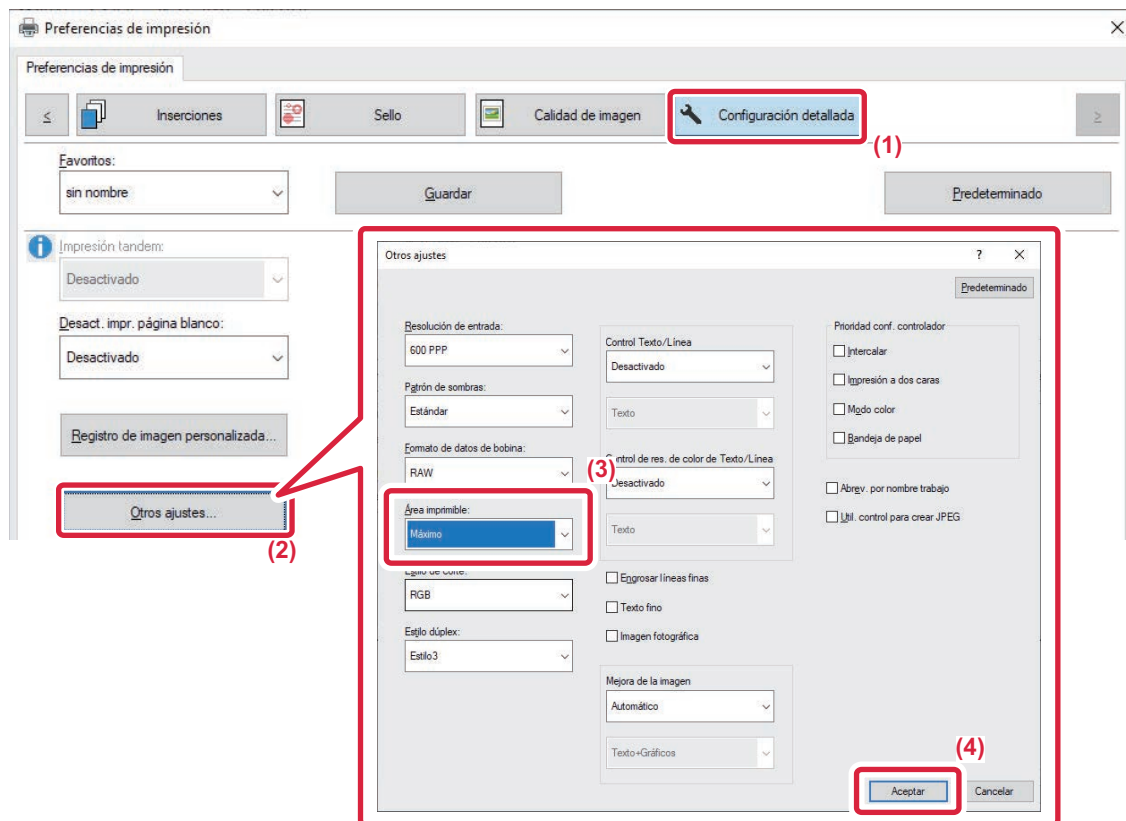 Preferencias de impresión
Preferencias de impresión
<
Inserciones
Sello
Calidad de imagen
Configuración detallada
>
(1)
Favoritos:
sin nombre
Guardar
Predeterminado
Impresión tandem:
Desactivado
Desact. impr. página blanco:
Desactivado
Registro de imagen personalizada...
Otros ajustes...
(2)
Otros ajustes
?
Predeterminado
Resolución de entrada:
600 PPP
Patrón de sombras:
Estándar
Formato de datos de bobina:
RAW
(3)
Área imprimible:
Máximo
Estilo de corte:
RGB
Estilo dúplex:
Estilo3
Control Texto/Línea
Desactivado
Texto
Control de res. de color de Texto/Línea
Desactivado
Texto
Engrosar líneas finas
Texto fino
Imagen fotográfica
Mejora de la imagen
Automático
Texto+Gráficos
Prioridad conf. controlador
Intercalar
Impresión a dos caras
Modo color
Bandeja de papel
Abrev. por nombre trabajo
Util. control para crear JPEG
(4)
Aceptar
Cancelar